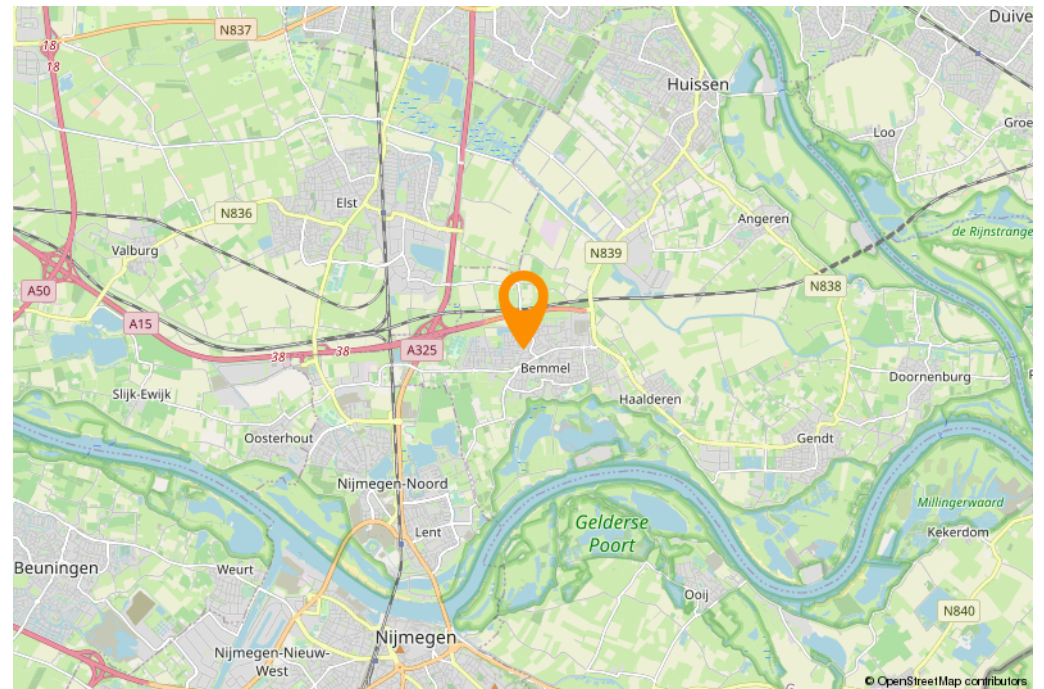 Duive
N837
18
18
Huissen
Loo
Groe
Elst
N836
Angeren
de Rijnstrange
Valburg
N839
N838
A50
A15
38
38
A325
Bemmel
Doornenburg
Slijk-Ewijk
Haalderen
Oosterhout
Gendt
Nijmegen-Noord
Millingerwaard
Gelderse
Poort
Lent
Kekerdom
Beuningen
Weurt
Ooij
N840
Nijmegen
Nijmegen-Nieuw-
West
© OpenStreetMap contributors